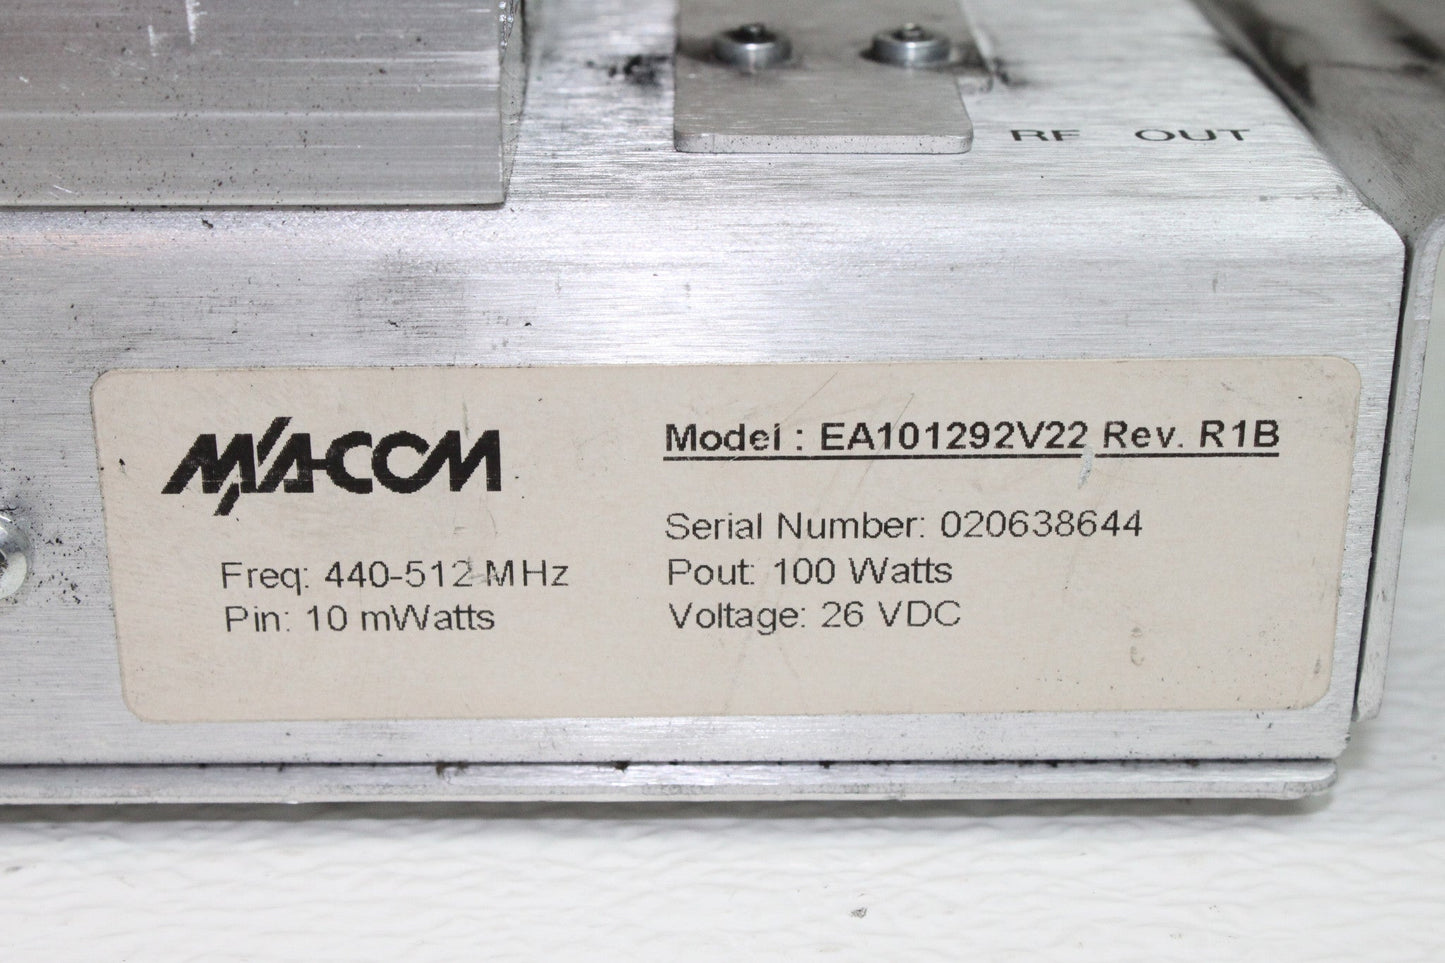 RF OUT
M/A-COM
Model : EA101292V22 Rev. R1B
Serial Number: 020638644
Freq: 440-512 MHz
Pout: 100 Watts
Pin: 10 mWatts
Voltage: 26 VDC